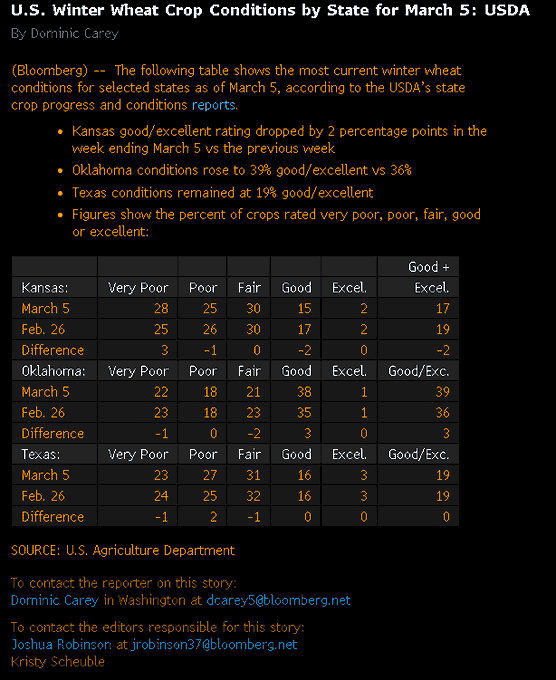 U.S. Winter Wheat Crop Conditions by State for March 5: USDA
By Dominic Carey
(Bloomberg) -- The following table shows the most current winter wheat
conditions for selected states as of March 5, according to the USDA's state
crop progress and conditions reports.
• Kansas good/excellent rating dropped by 2 percentage points in the
week ending March 5 vs the previous week
• Oklahoma conditions rose to 39% good/excellent vs 36%
• Texas conditions remained at 19% good/excellent
• Figures show the percent of crops rated very poor, poor, fair, good
or excellent:
Good +
Kansas: Very Poor Poor Fair Good Excel. Excel.
March 5 28 25 30 15 2 17
Feb. 26 25 26 30 17 2 19
Difference 3 -1 0 -2 0 -2
Oklahoma: Very Poor Poor Fair Good Excel. Good/Exc.
March 5 22 18 21 38 1 39
Feb. 26 23 18 23 35 1 36
Difference -1 0 -2 3 0 3
Texas: Very Poor Poor Fair Good Excel. Good/Exc.
March 5 23 27 31 16 3 19
Feb. 26 24 25 32 16 3 19
Difference -1 2 -1 0 0 0
SOURCE: U.S. Agriculture Department
To contact the reporter on this story:
Dominic Carey in Washington at dcarey5@bloomberg.net
To contact the editors responsible for this story:
Joshua Robinson at jrobinson37@bloomberg.net
Kristy Scheuble